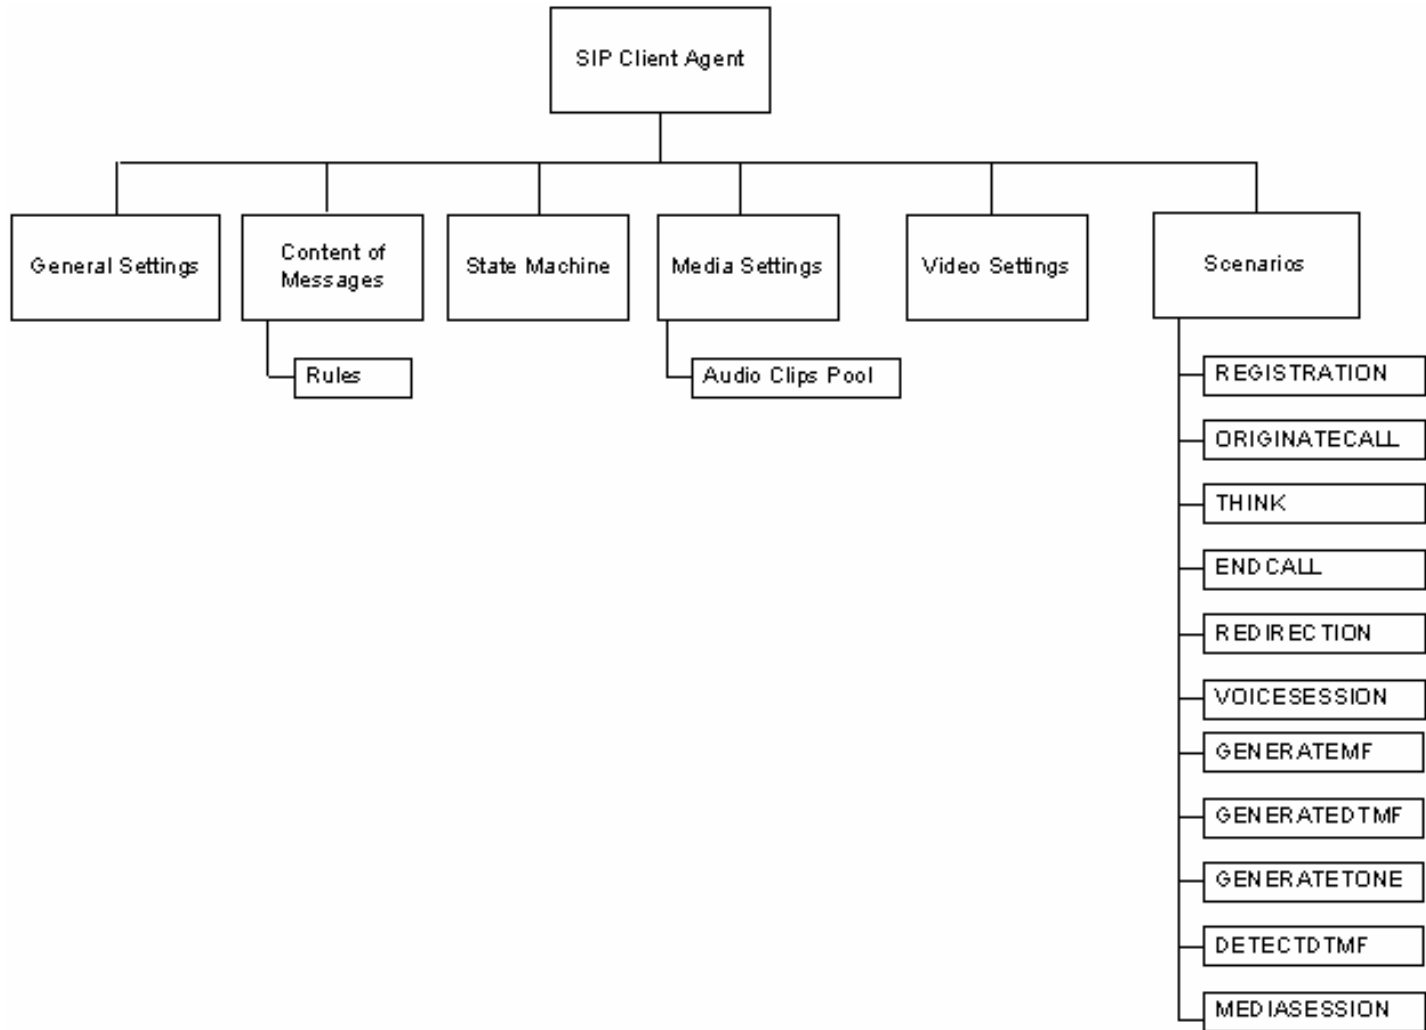 SIP Client Agent
General Settings
Content of
Messages
State Machine
Media Settings
Video Settings
Scenarios
Rules
Audio Clips Pool
REGISTRATION
ORIGINATECALL
THINK
ENDCALL
REDIRECTION
VOICESESSION
GENERATEMF
GENERATEDTMF
GENERATETONE
DETECTDTMF
MEDIASESSION